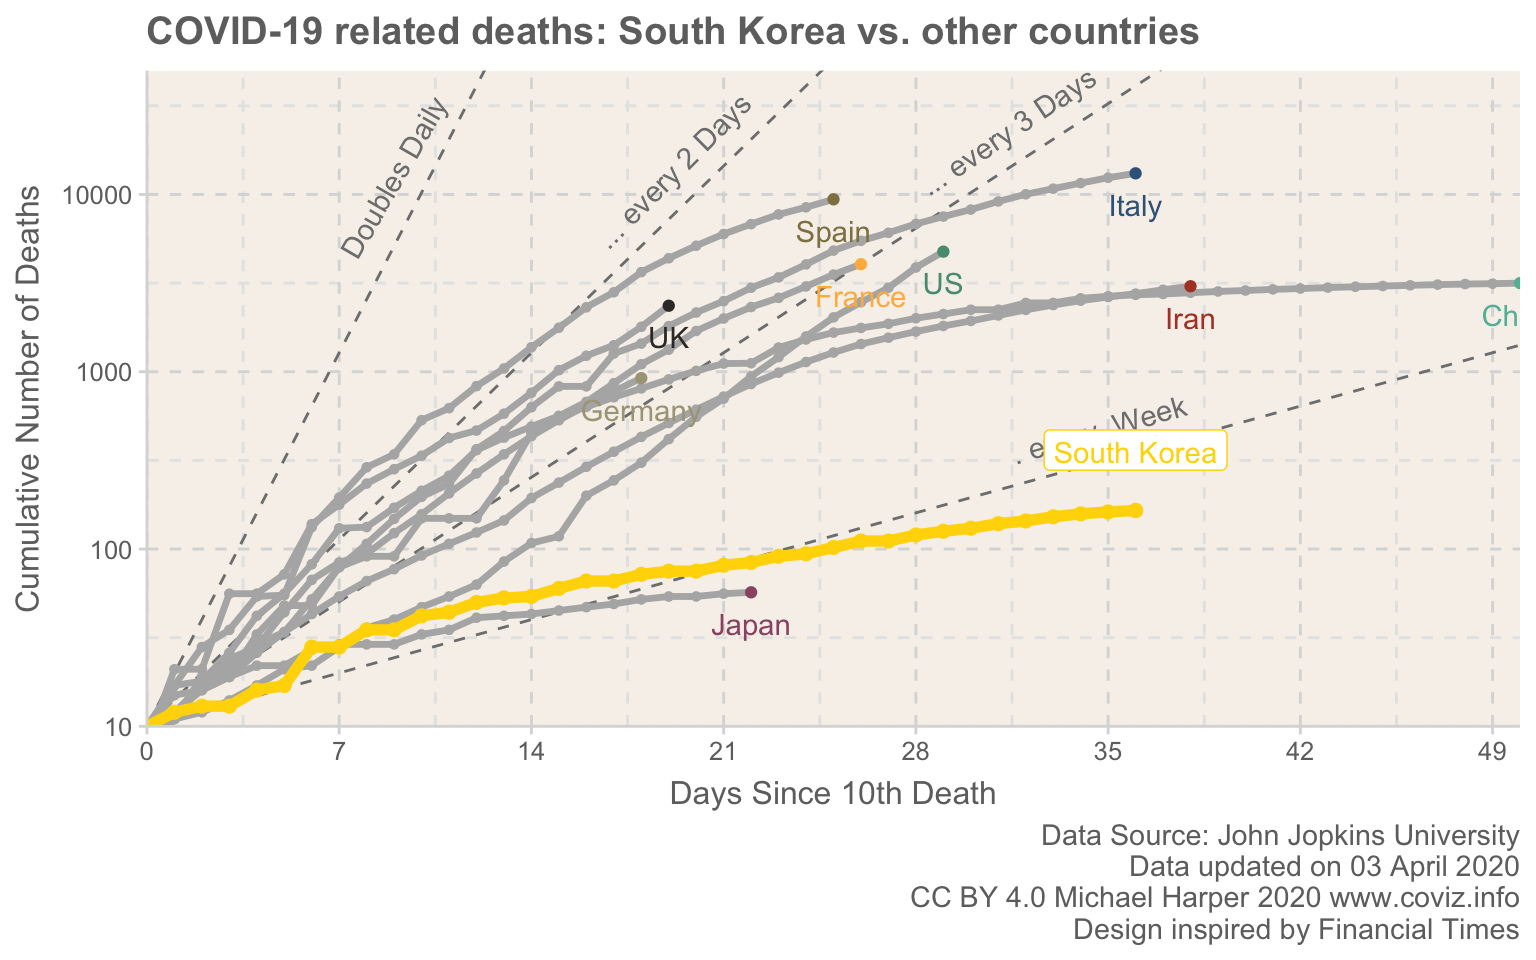 COVID-19 related deaths: South Korea vs. other countries
Cumulative Number of Deaths
10000
1000
100
10
Doubles Daily
... every 2 Days
... every 3 Days
Week
Spain
Italy
US
France
UK
Iran
Ch
Germany
South Korea
Japan
0 7 14 21 28 35 42 49
Days Since 10th Death
Data Source: John Jopkins University
Data updated on 03 April 2020
CC BY 4.0 Michael Harper 2020 www.coviz.info
Design inspired by Financial Times